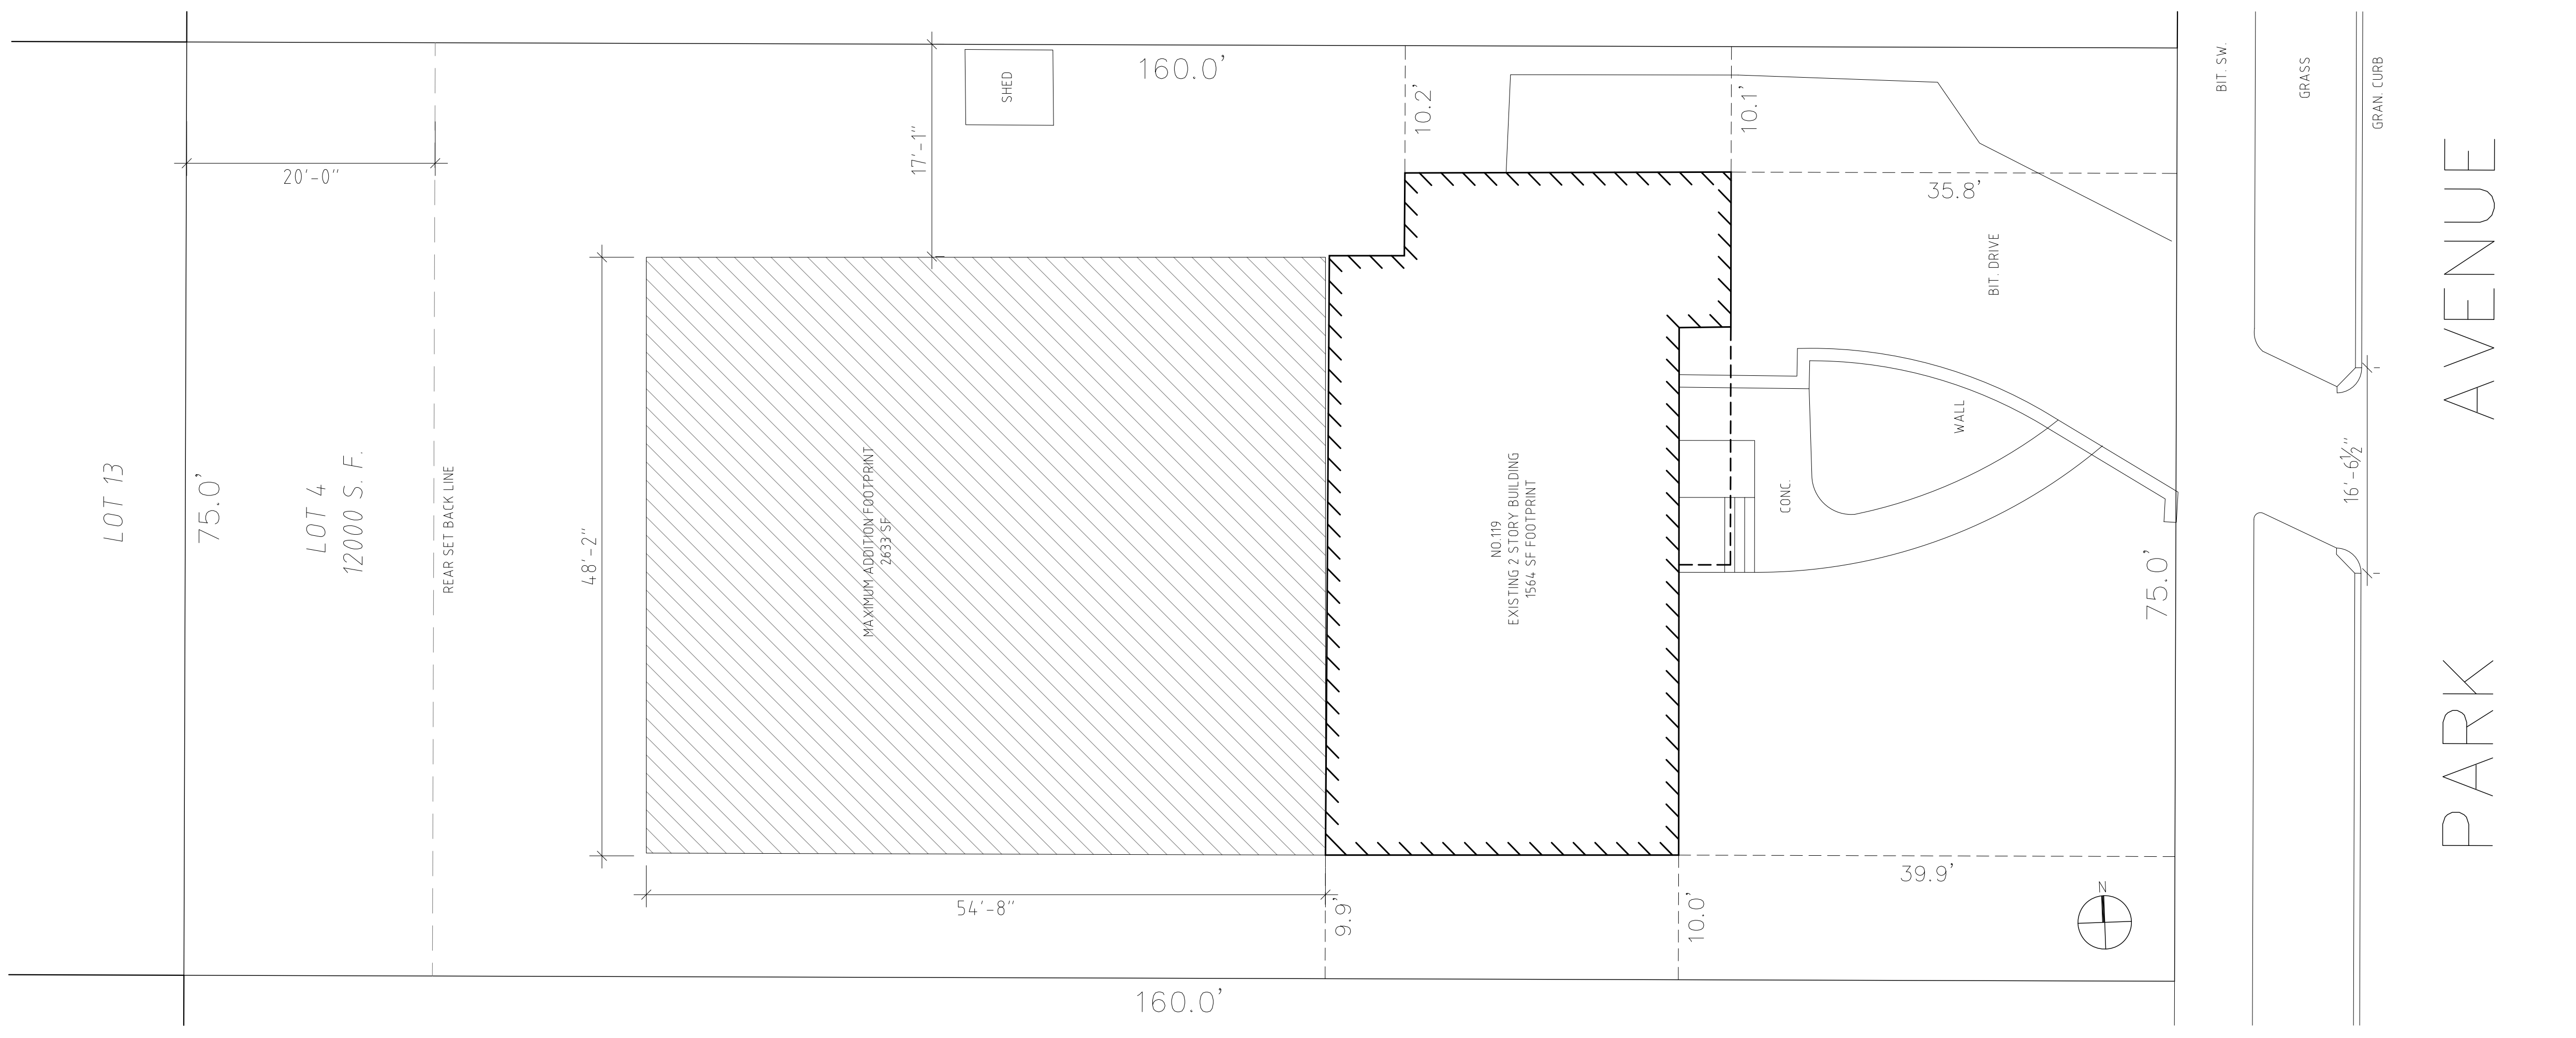 160.0'
SHED
17'-1"
20'-0"
10.2'
10.1'
35.8'
BIT. SW.
GRASS
GRAN. CURB
BIT. DRIVE
LOT 13
75.0'
LOT 4
12000 S. F.
REAR SET BACK LINE
48'-2"
MAXIMUM ADDITION FOOTPRINT
2633 SF
NO.119
EXISTING 2 STORY BUILDING
1564 SF FOOTPRINT
CONC.
WALL
75.0'
16'-6½"
PARK AVENUE
54'-8"
9.9'
10.0'
39.9'
N
160.0'